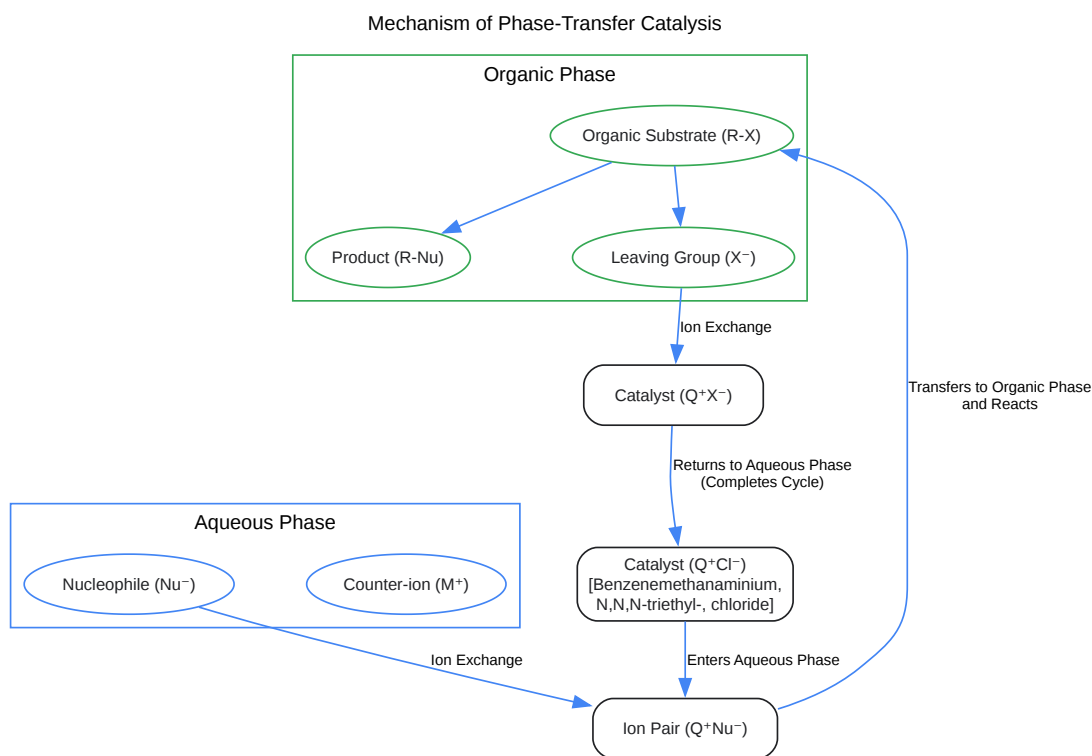 Mechanism of Phase-Transfer Catalysis
Organic Phase
Organic Substrate (R-X)
Product (R-Nu)
Leaving Group (X⁻)
Ion Exchange
Catalyst (Q⁺X⁻)
Transfers to Organic Phase
and Reacts
Returns to Aqueous Phase
(Completes Cycle)
Aqueous Phase
Nucleophile (Nu⁻)
Counter-ion (M⁺)
Catalyst (Q⁺Cl⁻)
[Benzenemethanaminium,
N,N,N-triethyl-, chloride]
Ion Exchange
Enters Aqueous Phase
Ion Pair (Q⁺Nu⁻)